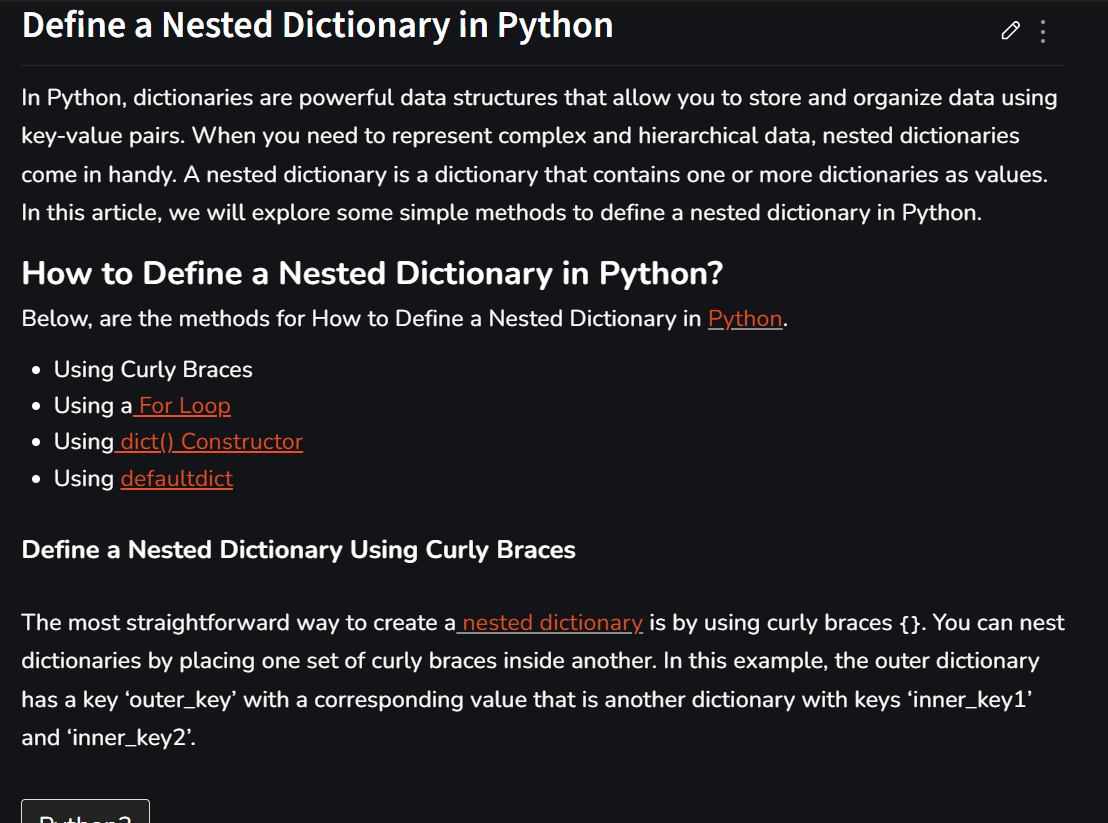 Define a Nested Dictionary in Python
In Python, dictionaries are powerful data structures that allow you to store and organize data using
key-value pairs. When you need to represent complex and hierarchical data, nested dictionaries
come in handy. A nested dictionary is a dictionary that contains one or more dictionaries as values.
In this article, we will explore some simple methods to define a nested dictionary in Python.
How to Define a Nested Dictionary in Python?
Below, are the methods for How to Define a Nested Dictionary in Python.
• Using Curly Braces
• Using a For Loop
• Using dict() Constructor
• Using defaultdict
Define a Nested Dictionary Using Curly Braces
The most straightforward way to create a nested dictionary is by using curly braces {}. You can nest
dictionaries by placing one set of curly braces inside another. In this example, the outer dictionary
has a key ‘outer_key’ with a corresponding value that is another dictionary with keys ‘inner_key1’
and ‘inner_key2’.
Python3